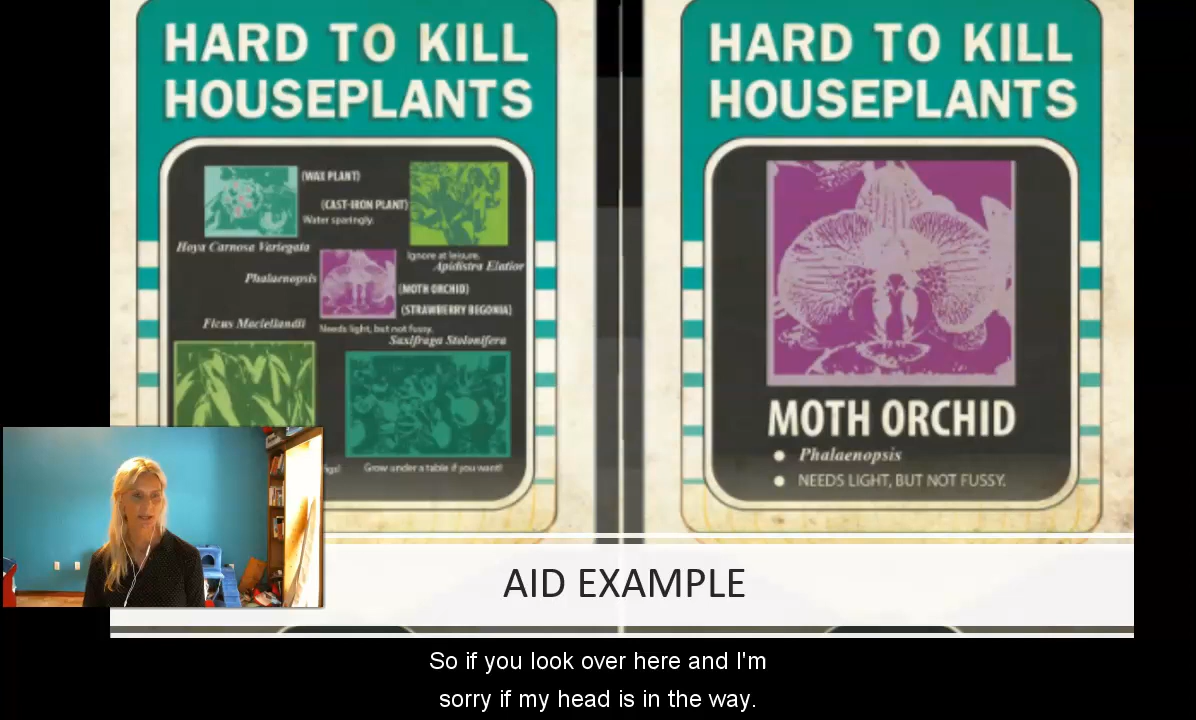 HARD TO KILL
HOUSEPLANTS
(WAX PLANT)
(CAST-IRON PLANT)
Water sparingly.
Hoya Carnosa Variegata
Ignore at leisure.
Apidistra Elatior
Phalaenopsis
(MOTH ORCHID)
(STRAWBERRY BEGONIA)
Ficus Maclellandii
Needs light, but not fussy.
Saxifraga Stolonifera
Grow under a table if you want!
HARD TO KILL
HOUSEPLANTS
MOTH ORCHID
Phalaenopsis
NEEDS LIGHT, BUT NOT FUSSY.
AID EXAMPLE
So if you look over here and I'm
sorry if my head is in the way.